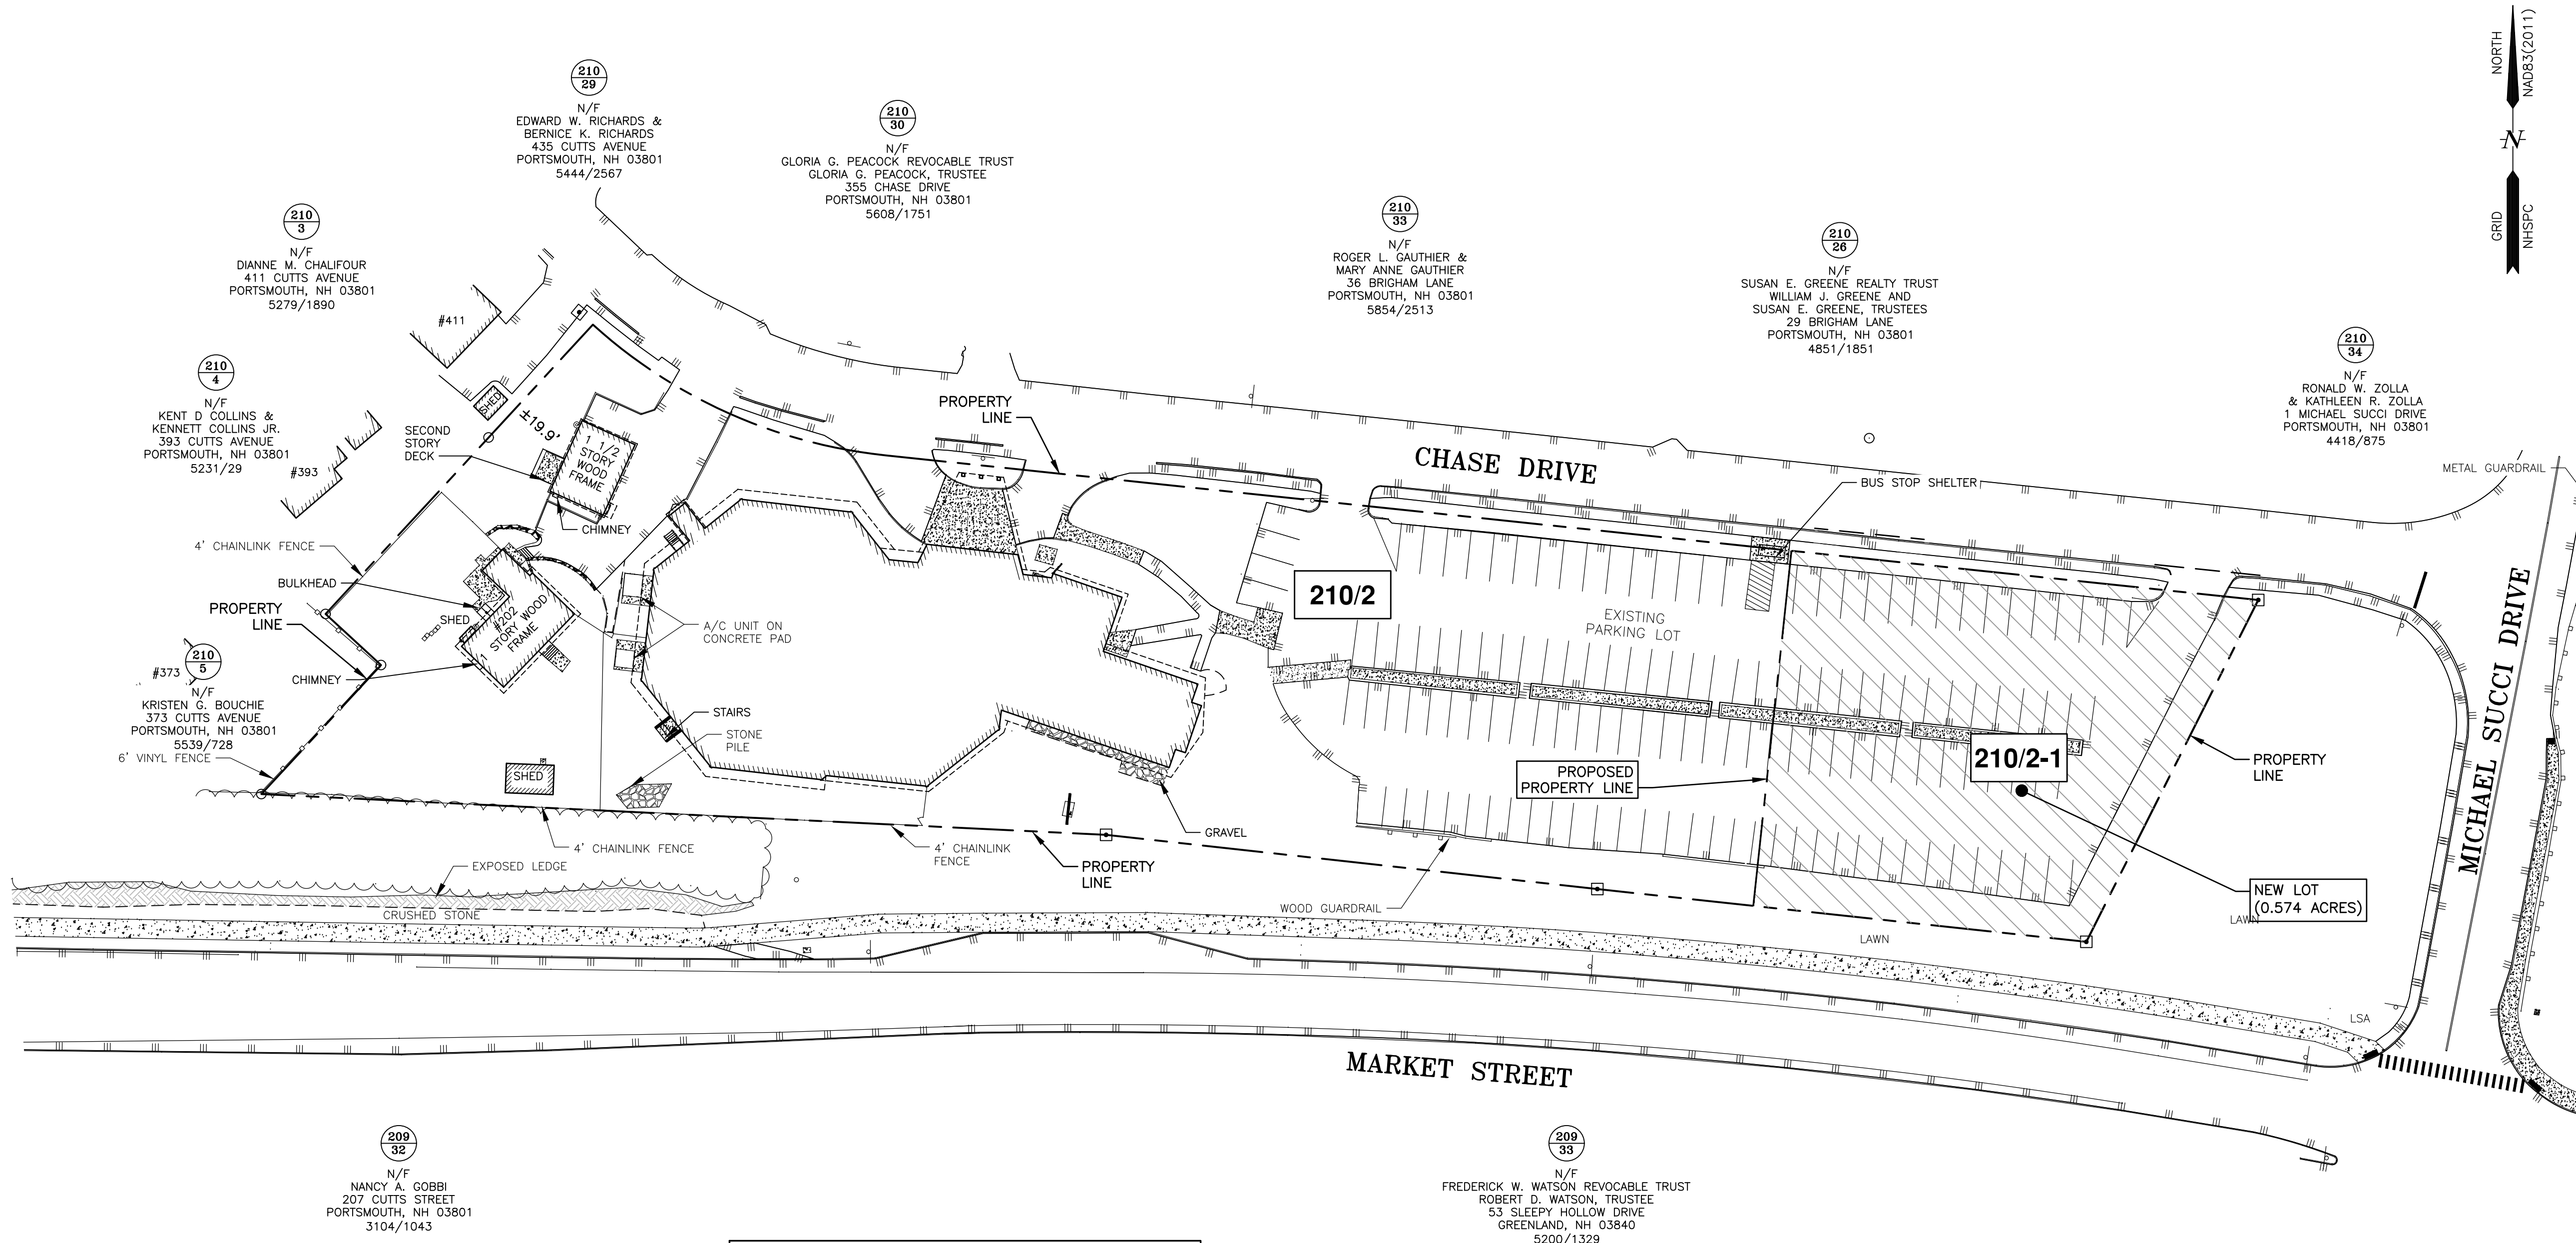 NORTH
NAD83(2011)
N
GRID
NHSPC
210
29
N/F
EDWARD W. RICHARDS &
BERNICE K. RICHARDS
435 CUTTS AVENUE
PORTSMOUTH, NH 03801
5444/2567
210
30
N/F
GLORIA G. PEACOCK REVOCABLE TRUST
GLORIA G. PEACOCK, TRUSTEE
355 CHASE DRIVE
PORTSMOUTH, NH 03801
5608/1751
210
33
N/F
ROGER L. GAUTHIER &
MARY ANNE GAUTHIER
36 BRIGHAM LANE
PORTSMOUTH, NH 03801
5854/2513
210
26
N/F
SUSAN E. GREENE REALTY TRUST
WILLIAM J. GREENE AND
SUSAN E. GREENE, TRUSTEES
29 BRIGHAM LANE
PORTSMOUTH, NH 03801
4851/1851
210
34
N/F
RONALD W. ZOLLA
& KATHLEEN R. ZOLLA
1 MICHAEL SUCCI DRIVE
PORTSMOUTH, NH 03801
4418/875
210
3
N/F
DIANNE M. CHALIFOUR
411 CUTTS AVENUE
PORTSMOUTH, NH 03801
5279/1890
#411
210
4
N/F
KENT D COLLINS &
KENNETT COLLINS JR.
393 CUTTS AVENUE
PORTSMOUTH, NH 03801
5231/29
#393
SHED
±19.9'
SECOND
STORY
DECK
1 1/2
STORY
WOOD
FRAME
CHIMNEY
PROPERTY
LINE
CHASE DRIVE
BUS STOP SHELTER
METAL GUARDRAIL
4' CHAINLINK FENCE
BULKHEAD
PROPERTY
LINE
SHED
#202
1 STORY WOOD
FRAME
CHIMNEY
A/C UNIT ON
CONCRETE PAD
210/2
EXISTING
PARKING LOT
#373
210
5
N/F
KRISTEN G. BOUCHIE
373 CUTTS AVENUE
PORTSMOUTH, NH 03801
5539/728
6' VINYL FENCE
STAIRS
STONE
PILE
SHED
PROPOSED
PROPERTY LINE
210/2-1
PROPERTY
LINE
MICHAEL SUCCI DRIVE
GRAVEL
4' CHAINLINK FENCE
4' CHAINLINK
FENCE
PROPERTY
LINE
EXPOSED LEDGE
CRUSHED STONE
WOOD GUARDRAIL
LAWN
NEW LOT
(0.574 ACRES)
LAWN
LSA
MARKET STREET
209
32
N/F
NANCY A. GOBBI
207 CUTTS STREET
PORTSMOUTH, NH 03801
3104/1043
209
33
N/F
FREDERICK W. WATSON REVOCABLE TRUST
ROBERT D. WATSON, TRUSTEE
53 SLEEPY HOLLOW DRIVE
GREENLAND, NH 03840
5200/1329